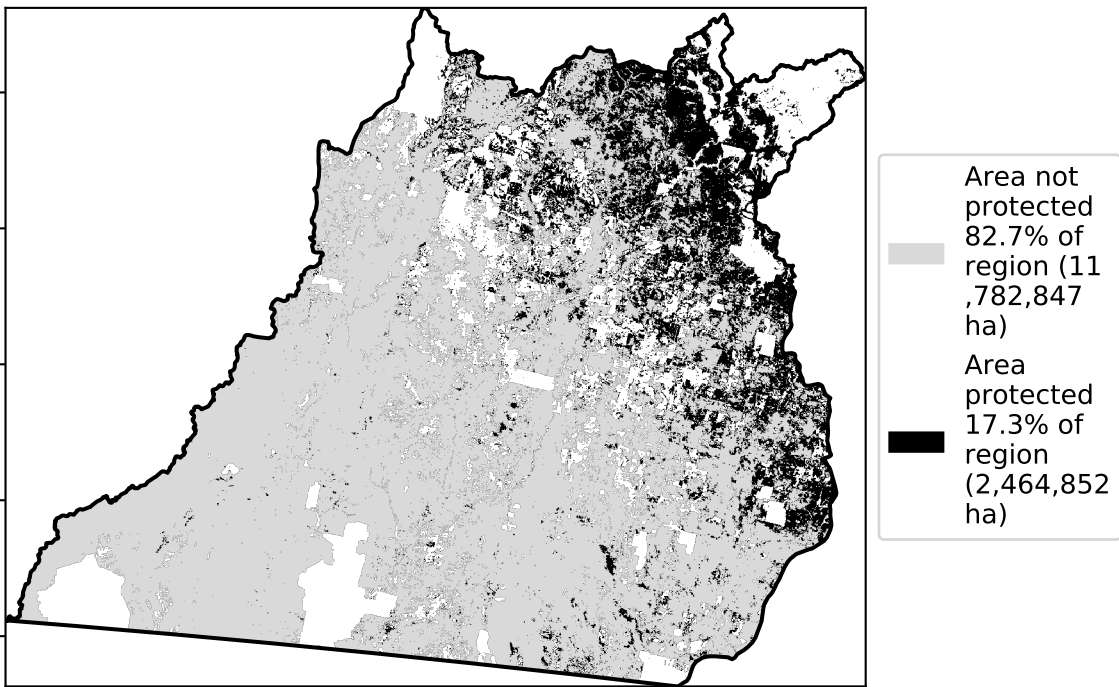 Area not
protected
82.7% of
region (11
,782,847
ha)
Area
protected
17.3% of
region
(2,464,852
ha)